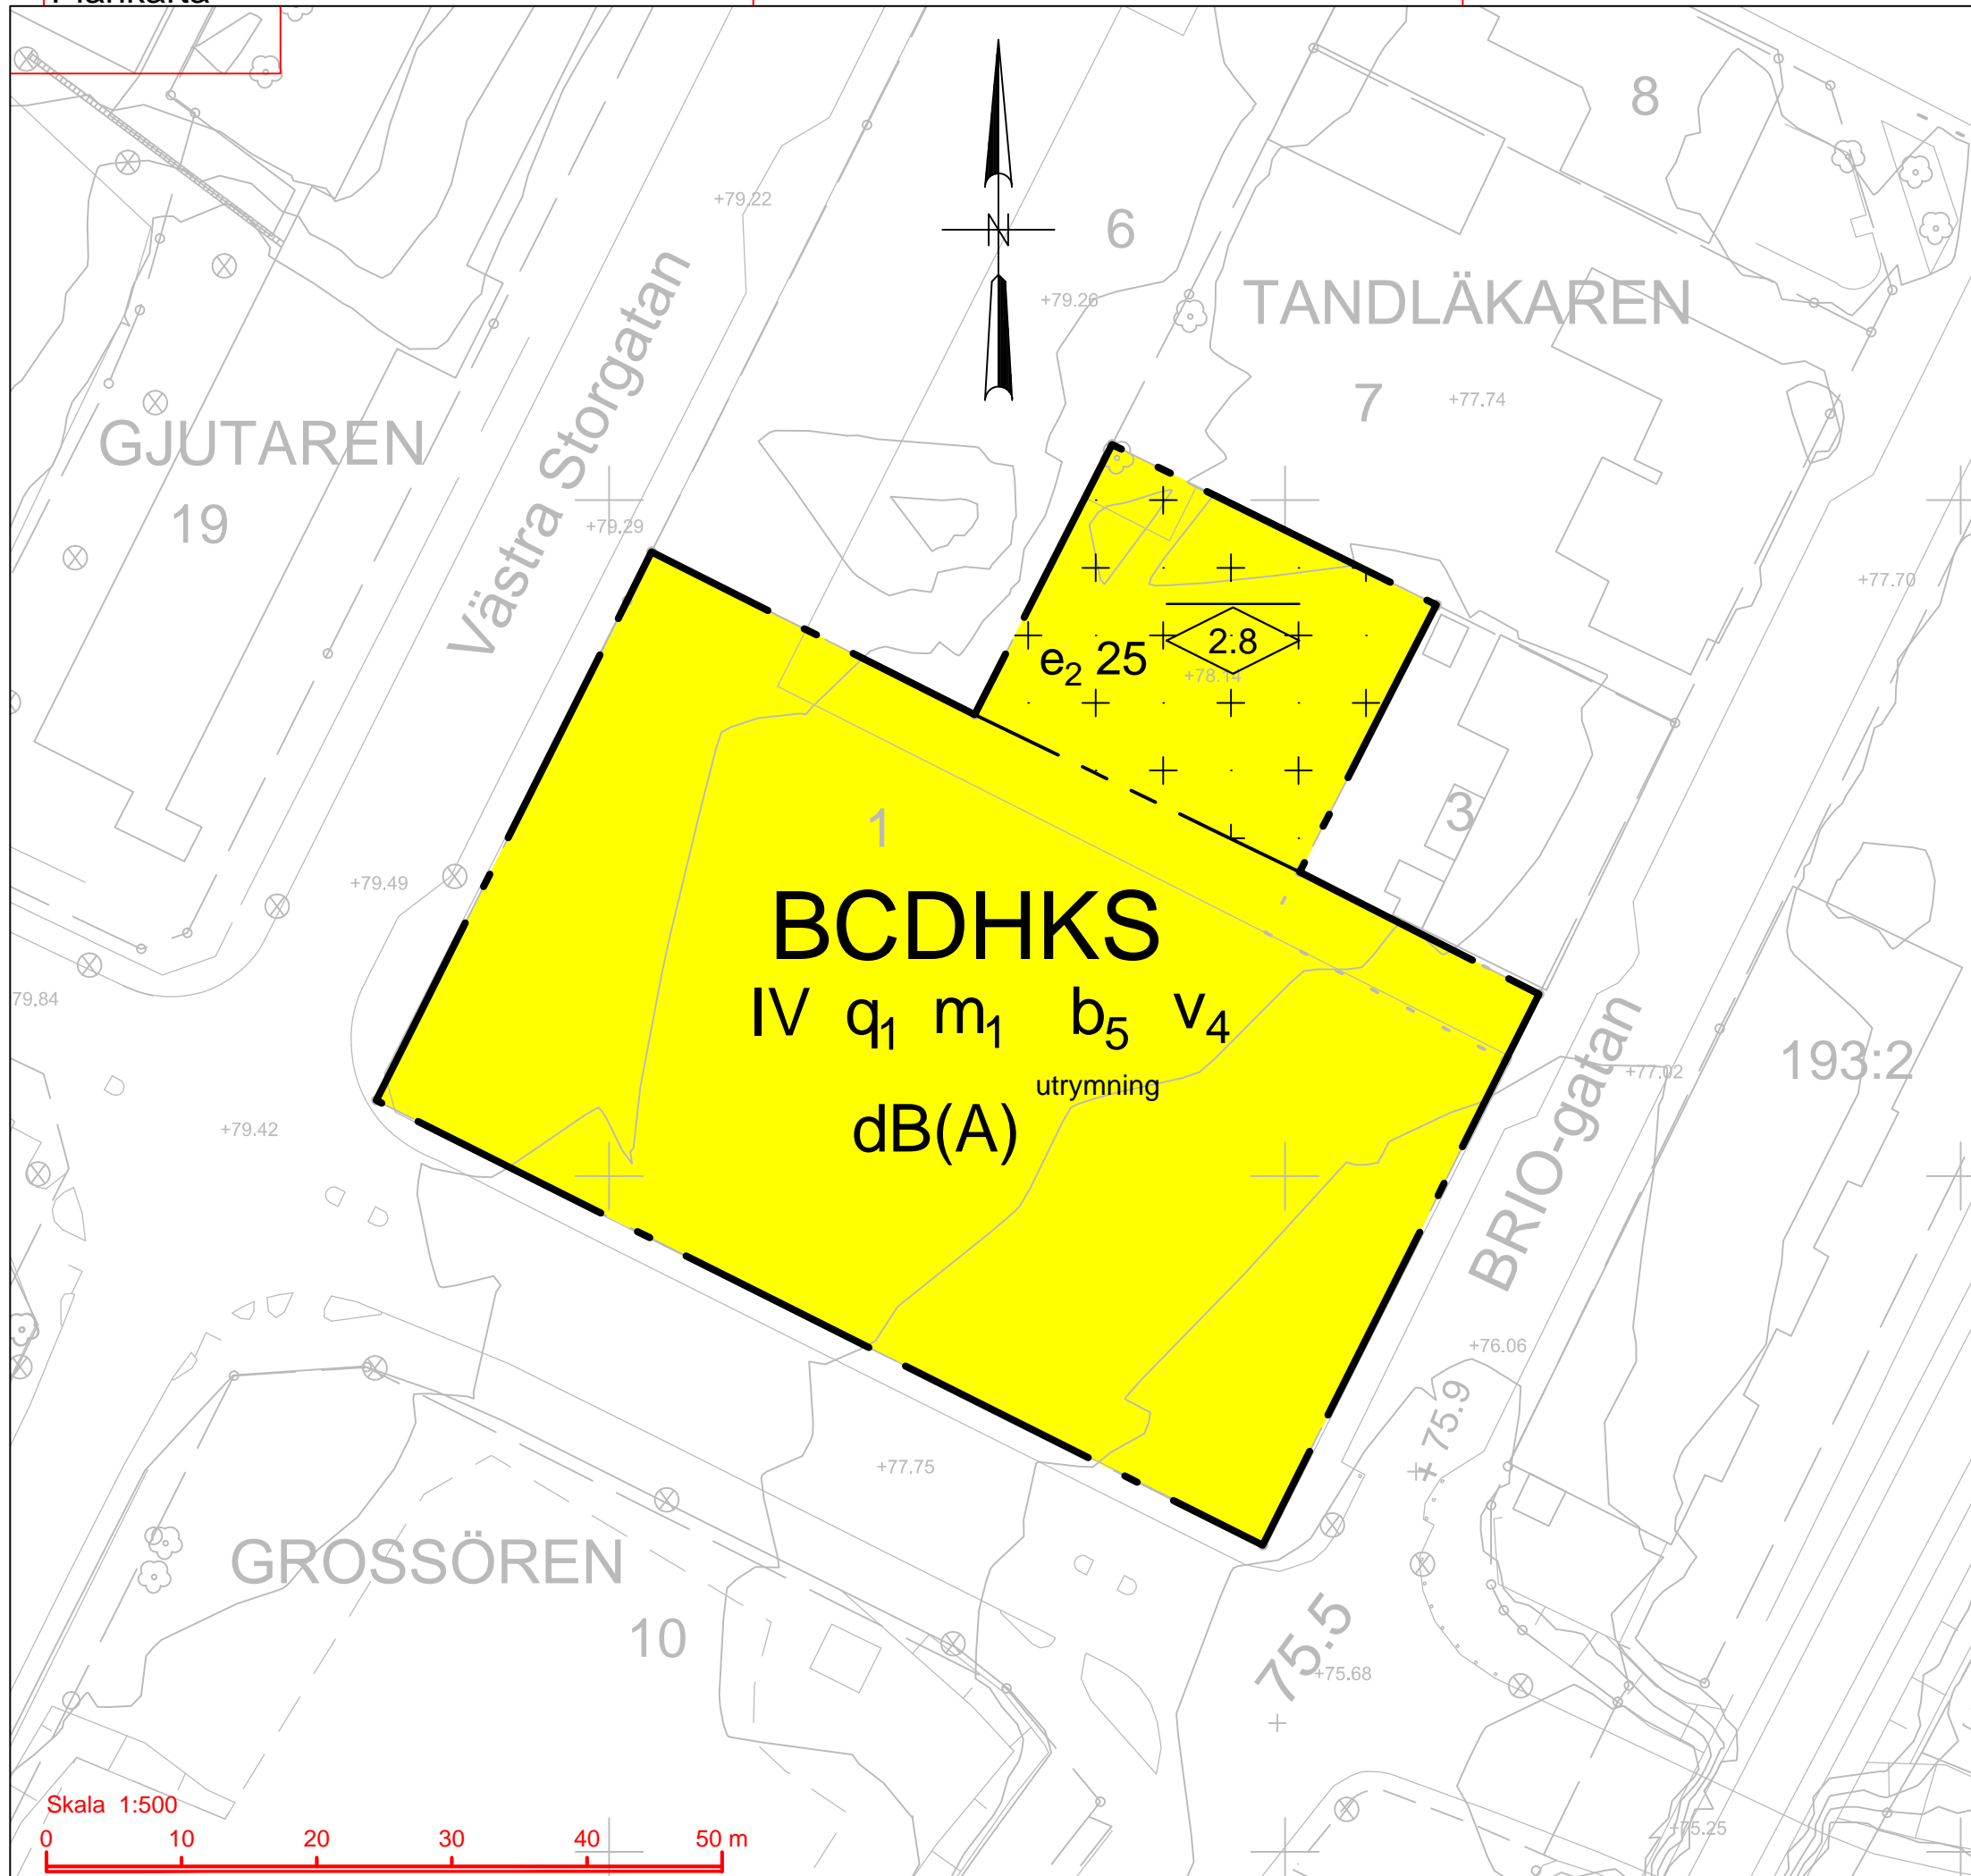 Plankarta
8
+79.22
6
+79.26
TANDLÄKAREN
N
7
+77.74
Västra Storgatan
GJUTAREN
19
+79.29
+77.70
2.8
e2 25
+78.14
3
1
+79.49
BCDHKS
79.84
IV q1 m1 b5 v4
BRIO-gatan
193:2
+77.02
utrymning
+79.42
dB(A)
+76.06
+ 75.9
+77.75
GROSSÖREN
10
75.5
+75.68
Skala 1:500
+75.25
0 10 20 30 40 50 m